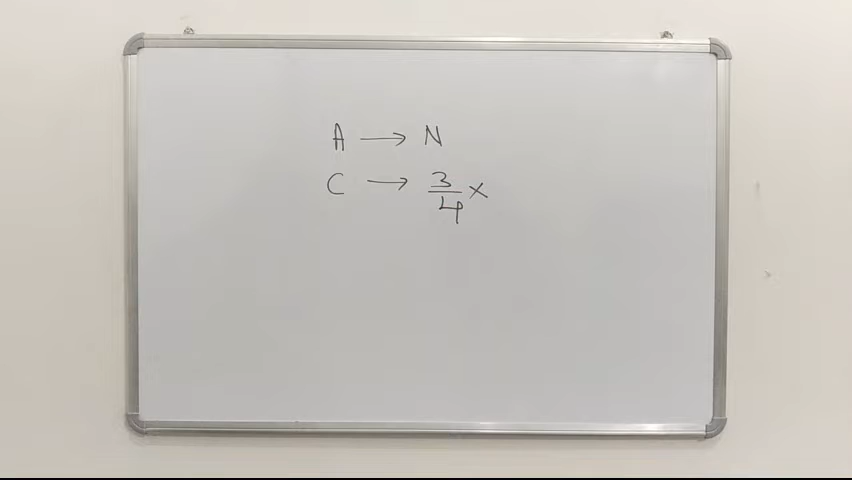 A → N
C → 3/4 x